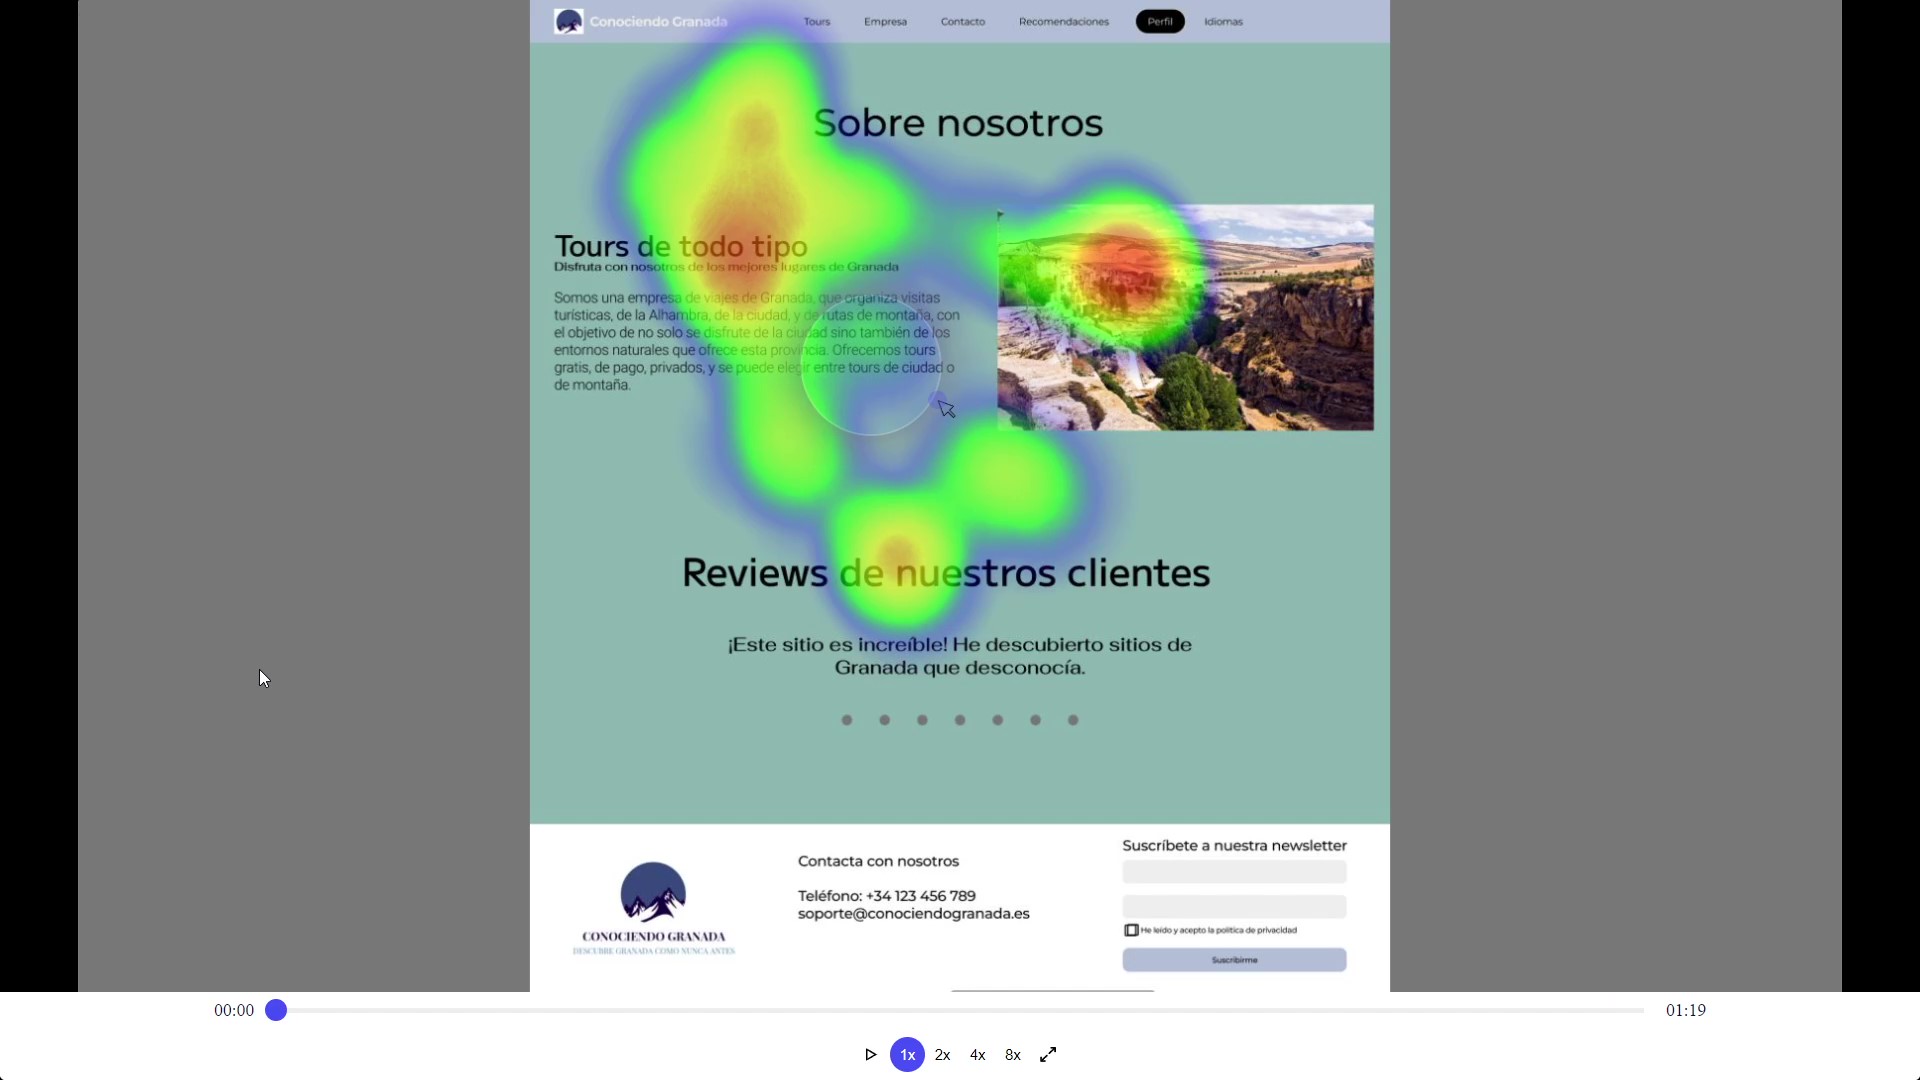 Conociendo Granada
Tours
Empresa
Contacto
Recomendaciones
Perfil
Idiomas
Sobre nosotros
Tours de todo tipo
Disfruta con nosotros de los mejores lugares de Granada
Somos una empresa de viajes de Granada, que organiza visitas
turísticas, de la Alhambra, de la ciudad, y de rutas de montaña, con
el objetivo de no solo se disfrute de la ciudad sino también de los
entornos naturales que ofrece esta provincia. Ofrecemos tours
gratis, de pago, privados, y se puede elegir entre tours de ciudad o
de montaña.
Reviews de nuestros clientes
¡Este sitio es increíble! He descubierto sitios de
Granada que desconocía.
CONOCIENDO GRANADA
DESCUBRE GRANADA COMO NUNCA ANTES
Contacta con nosotros
Teléfono: +34 123 456 789
soporte@conociendogranada.es
Suscríbete a nuestra newsletter
He leído y acepto la política de privacidad
Suscribirme
00:00
01:19
1x
2x
4x
8x